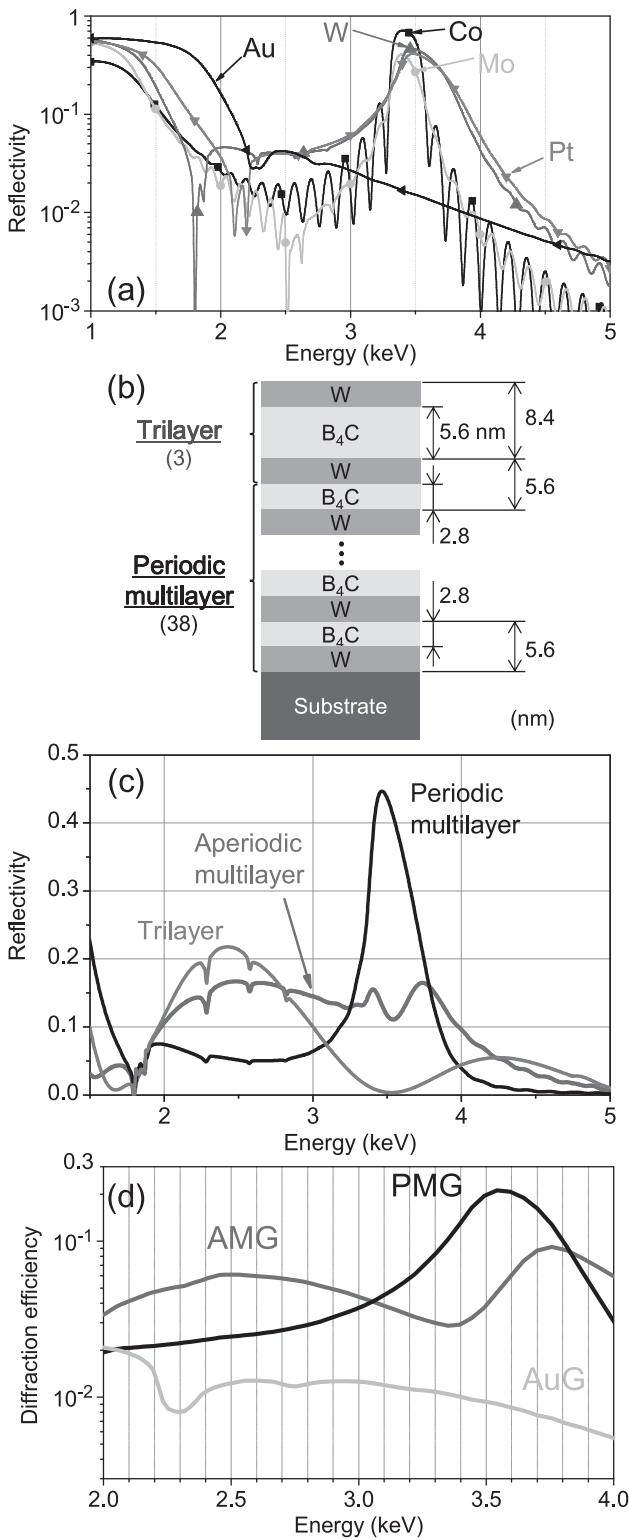 1
10⁻¹
10⁻²
10⁻³
Reflectivity
Au
W
Co
Mo
Pt
(a)
1 2 3 4 5
Energy (keV)
(b)
W
B₄C
W
B₄C
W
B₄C
W
B₄C
W
Substrate
Trilayer
(3)
Periodic
multilayer
(38)
5.6 nm
8.4
5.6
2.8
2.8
5.6
(nm)
0.5
0.4
0.3
0.2
0.1
0.0
Reflectivity
(c)
Periodic
multilayer
Aperiodic
multilayer
Trilayer
2 3 4 5
Energy (keV)
0.3
10⁻¹
10⁻²
Diffraction efficiency
(d)
PMG
AMG
AuG
2.0 2.5 3.0 3.5 4.0
Energy (keV)